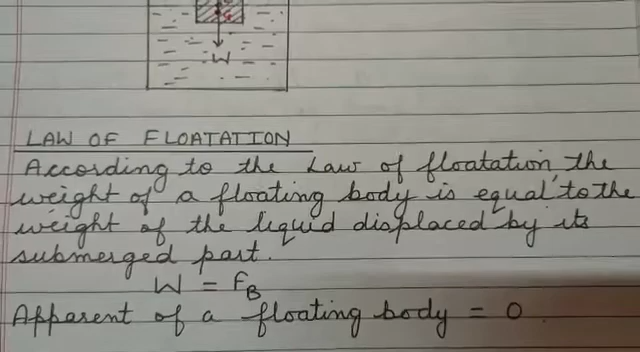 G
W
LAW OF FLOATATION
According to the Law of floatation, the
weight of a floating body is equal to the
weight of the liquid displaced by its
submerged part.
W = FB
Apparent of a floating body = 0